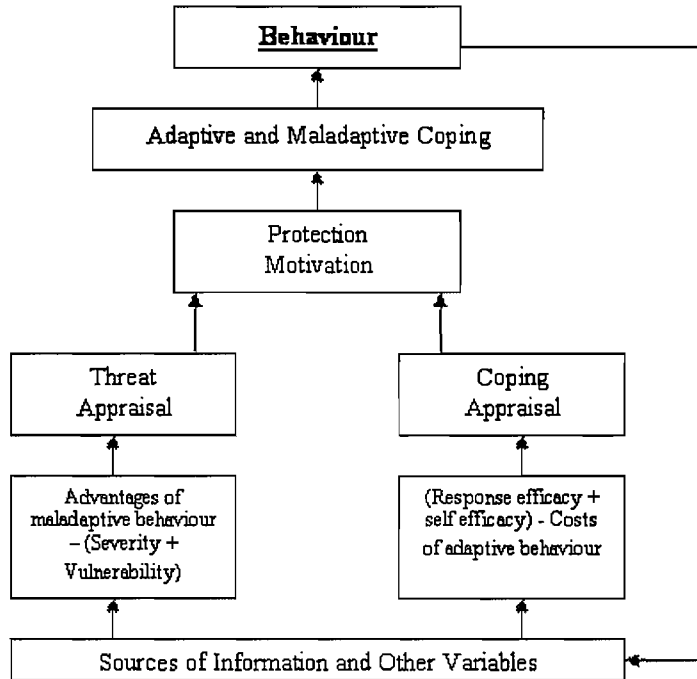 Behaviour
Adaptive and Maladaptive Coping
Protection
Motivation
Threat
Appraisal
Coping
Appraisal
Advantages of
maladaptive behaviour
– (Severity +
Vulnerability)
(Response efficacy +
self efficacy) - Costs
of adaptive behaviour
Sources of Information and Other Variables